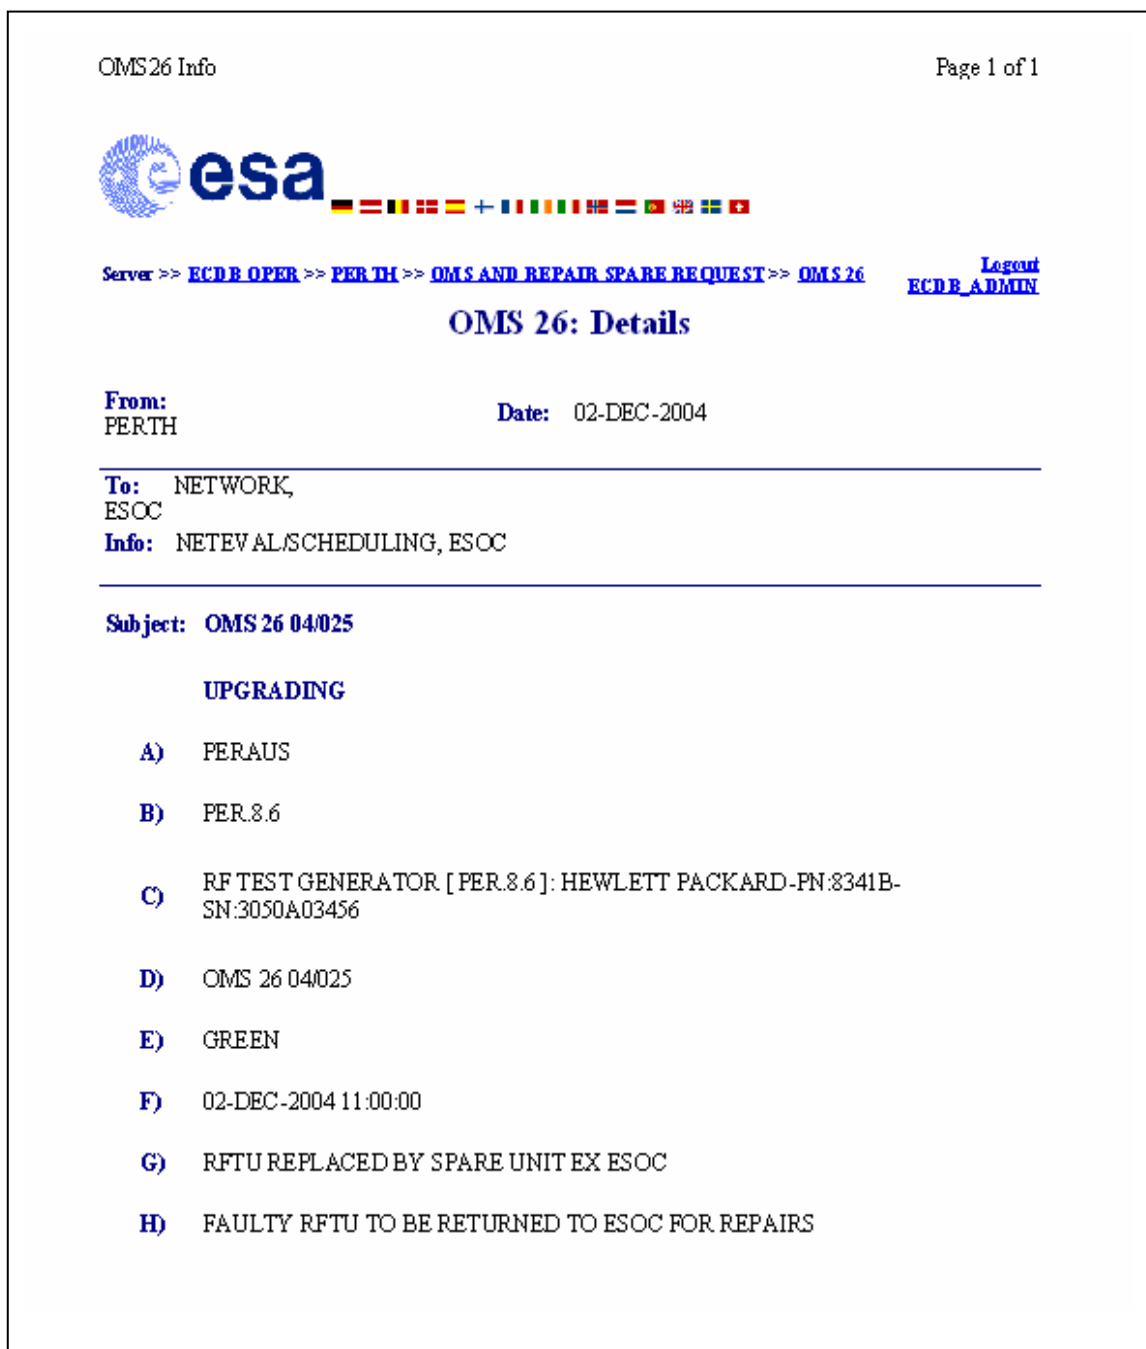 OMS26 Info Page 1 of 1
esa
Server >> ECDB OPER >> PERTH >> OMS AND REPAIR SPARE REQUEST >> OMS 26 Logout
ECDB_ADMIN
OMS 26: Details
From:
PERTH
Date: 02-DEC-2004
To: NETWORK,
ESOC
Info: NETEVAL/SCHEDULING, ESOC
Subject: OMS 26 04/025
UPGRADING
A) PERAUS
B) PER.8.6
C) RF TEST GENERATOR [ PER.8.6 ]: HEWLETT PACKARD-PN:8341B-
SN:3050A03456
D) OMS 26 04/025
E) GREEN
F) 02-DEC-2004 11:00:00
G) RFTU REPLACED BY SPARE UNIT EX ESOC
H) FAULTY RFTU TO BE RETURNED TO ESOC FOR REPAIRS